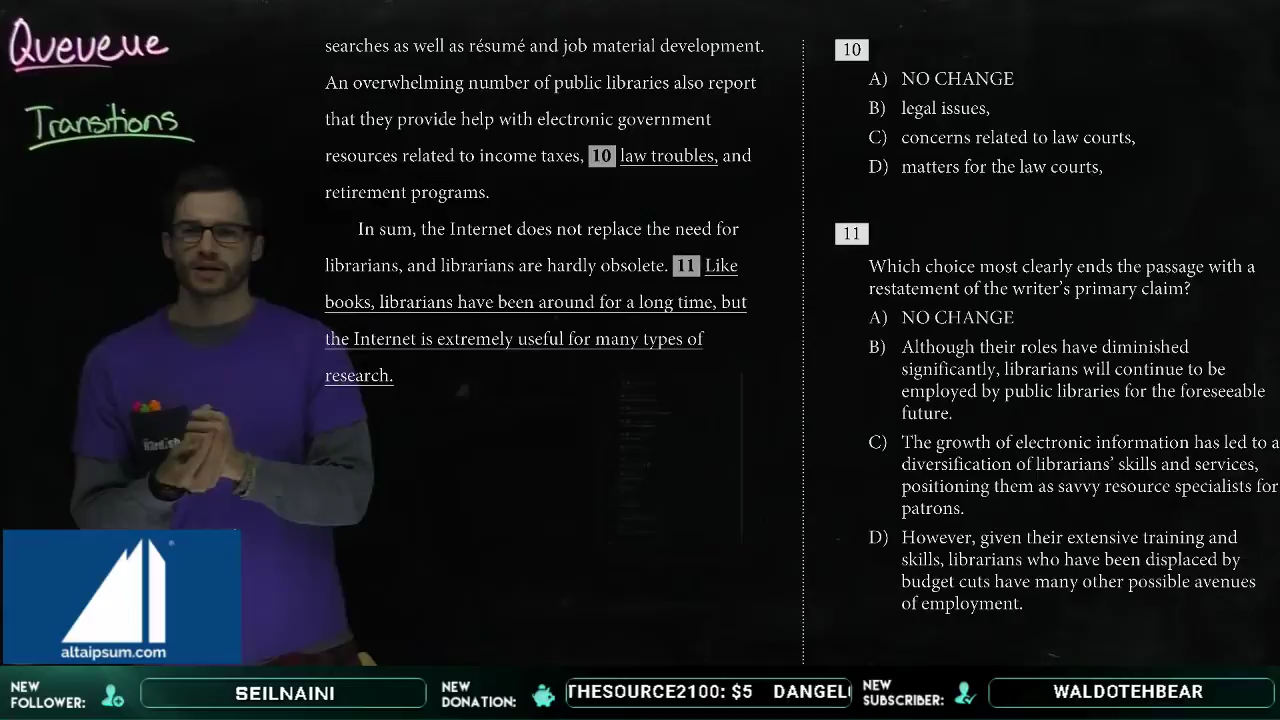 Queueue
Transitions
searches as well as résumé and job material development.
An overwhelming number of public libraries also report
that they provide help with electronic government
resources related to income taxes, 10 law troubles, and
retirement programs.
In sum, the Internet does not replace the need for
librarians, and librarians are hardly obsolete. 11 Like
books, librarians have been around for a long time, but
the Internet is extremely useful for many types of
research.
10
A) NO CHANGE
B) legal issues,
C) concerns related to law courts,
D) matters for the law courts,
11
Which choice most clearly ends the passage with a
restatement of the writer's primary claim?
A) NO CHANGE
B) Although their roles have diminished
significantly, librarians will continue to be
employed by public libraries for the foreseeable
future.
C) The growth of electronic information has led to a
diversification of librarians' skills and services,
positioning them as savvy resource specialists for
patrons.
D) However, given their extensive training and
skills, librarians who have been displaced by
budget cuts have many other possible avenues
of employment.
altaipsum.com
NEW FOLLOWER: SEILNAINI
NEW DONATION: THESOURCE2100: $5 DANGEL
NEW SUBSCRIBER: WALDOTEHBEAR